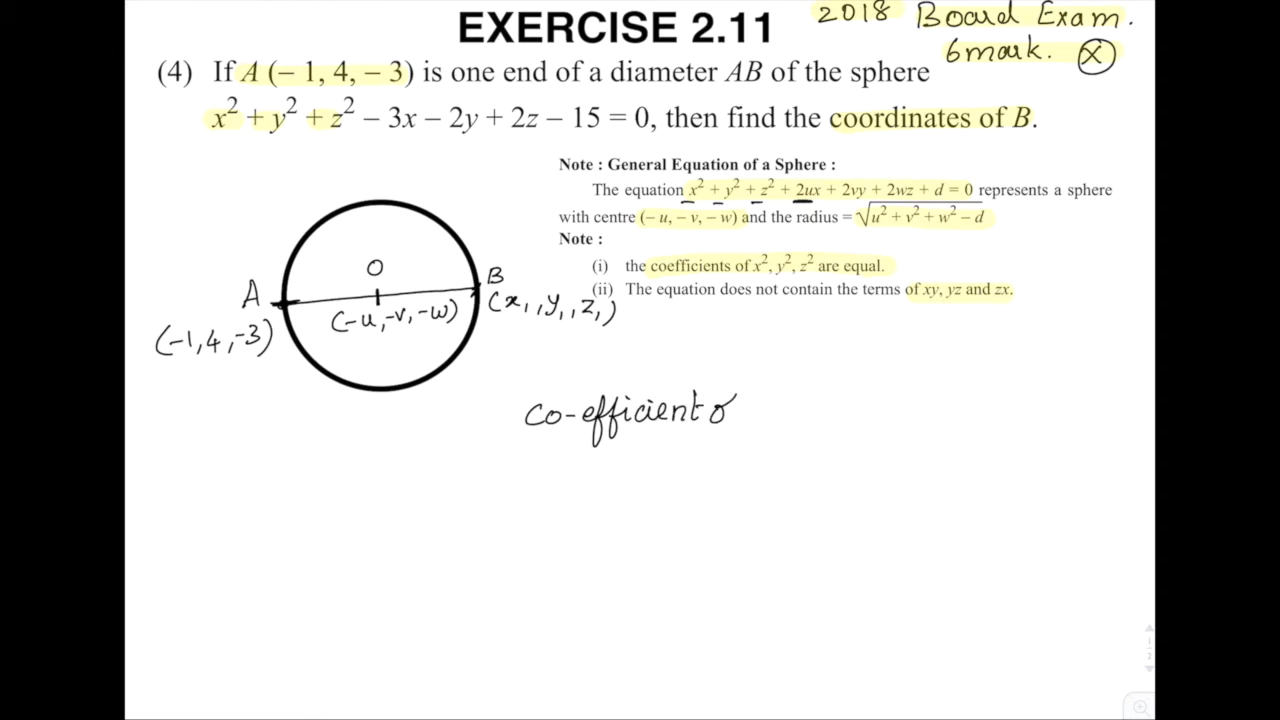 EXERCISE 2.11
2018 Board Exam.
6 mark. (x)
(4) If A (– 1, 4, – 3) is one end of a diameter AB of the sphere
x² + y² + z² – 3x – 2y + 2z – 15 = 0, then find the coordinates of B.
Note : General Equation of a Sphere :
The equation x² + y² + z² + 2ux + 2vy + 2wz + d = 0 represents a sphere
with centre (– u, – v, – w) and the radius = √u² + v² + w² – d
Note :
(i) the coefficients of x², y², z² are equal.
(ii) The equation does not contain the terms of xy, yz and zx.
O
A
B
(-u,-v,-w)
(x₁,y₁,z₁)
(-1,4,-3)
co-efficient o